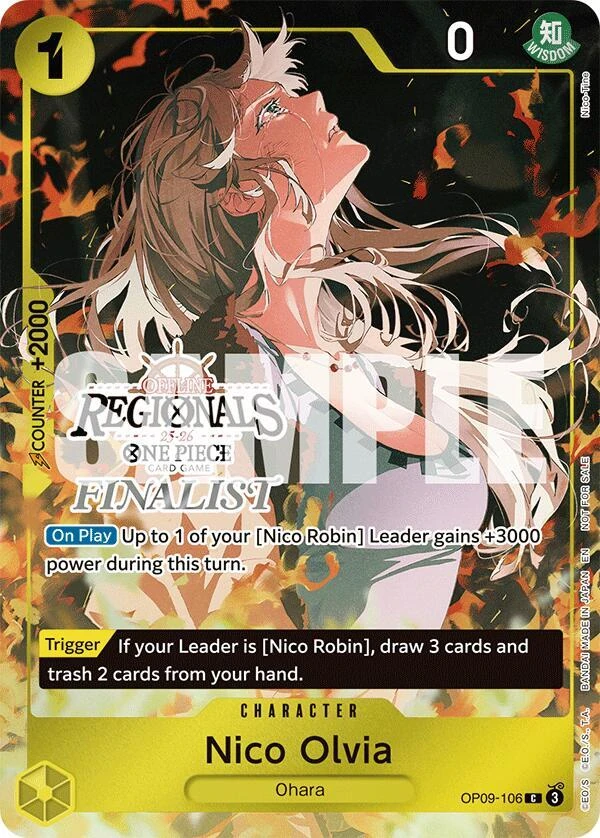 1
0
知
WISDOM
Nico-Tine
COUNTER +2000
SAMPLE
OFFLINE
REGIONALS
25-26
ONE PIECE
CARD GAME
FINALIST
On Play Up to 1 of your [Nico Robin] Leader gains +3000
power during this turn.
Trigger If your Leader is [Nico Robin], draw 3 cards and
trash 2 cards from your hand.
CHARACTER
Nico Olvia
Ohara
OP09-106 C 3
©EO/S ©E.O./S., T.A. BANDAI MADE IN JAPAN EN NOT FOR SALE